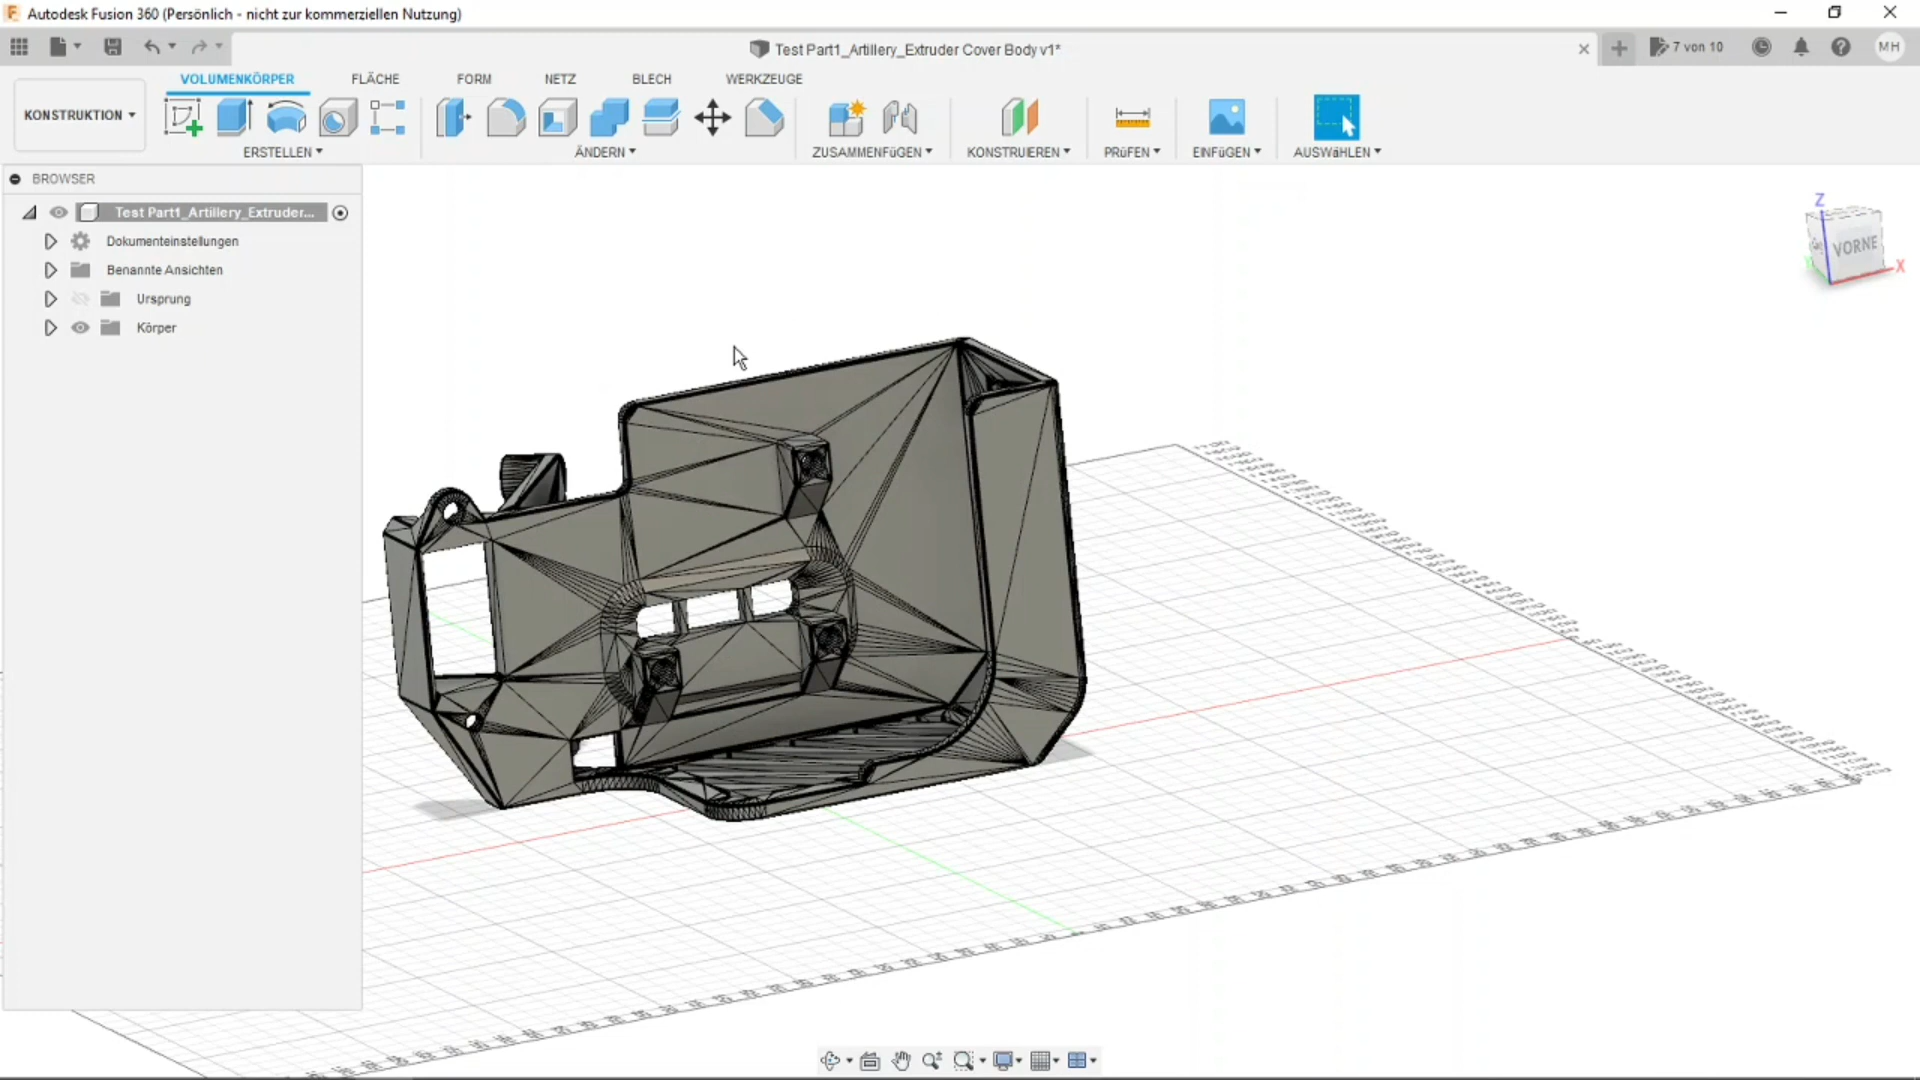 Autodesk Fusion 360 (Persönlich - nicht zur kommerziellen Nutzung)
Test Part1_Artillery_Extruder Cover Body v1*
7 von 10
MH
VOLUMENKÖRPER
FLÄCHE
FORM
NETZ
BLECH
WERKZEUGE
KONSTRUKTION
ERSTELLEN
ÄNDERN
ZUSAMMENFüGEN
KONSTRUIEREN
PRüFEN
EINFüGEN
AUSWäHLEN
BROWSER
Test Part1_Artillery_Extruder...
Dokumenteinstellungen
Benannte Ansichten
Ursprung
Körper
Z
VORNE
X